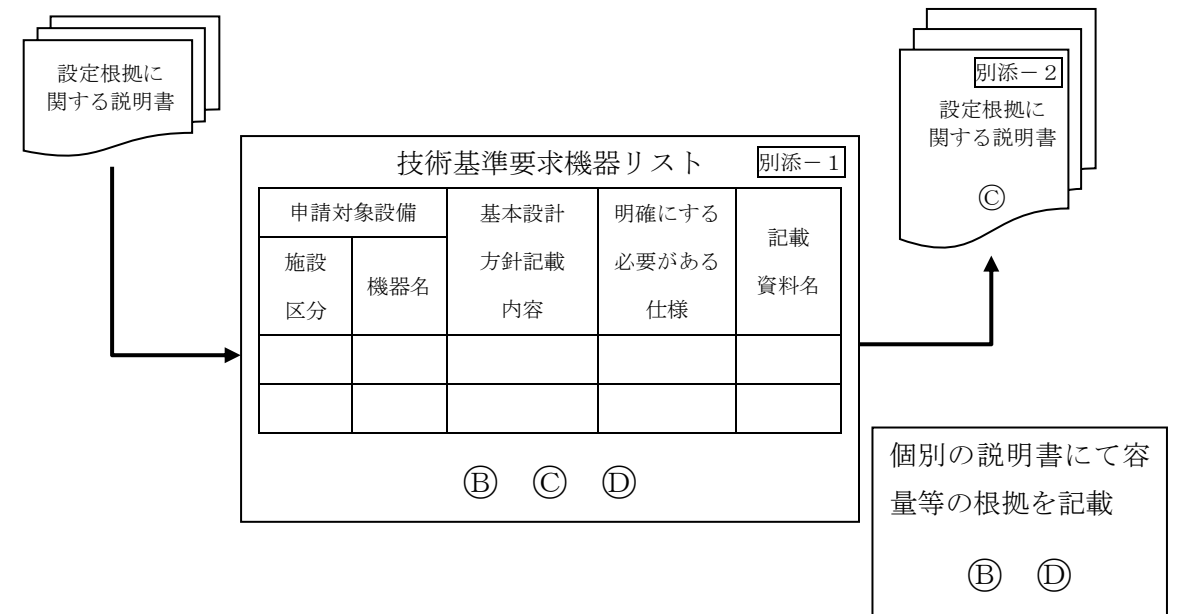 設定根拠に
関する説明書
別添－２
設定根拠に
関する説明書
Ⓒ
技術基準要求機器リスト
別添－１
申請対象設備
施設
区分
機器名
基本設計
方針記載
内容
明確にする
必要がある
仕様
記載
資料名
Ⓑ Ⓒ Ⓓ
個別の説明書にて容
量等の根拠を記載
Ⓑ Ⓓ